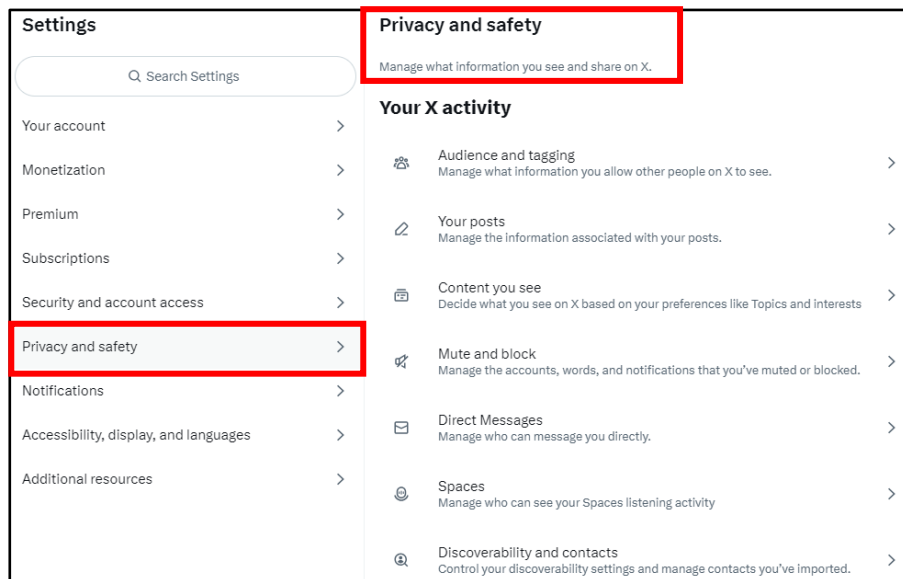 Settings
Search Settings
Your account
Monetization
Premium
Subscriptions
Security and account access
Privacy and safety
Notifications
Accessibility, display, and languages
Additional resources
Privacy and safety
Manage what information you see and share on X.
Your X activity
Audience and tagging
Manage what information you allow other people on X to see.
Your posts
Manage the information associated with your posts.
Content you see
Decide what you see on X based on your preferences like Topics and interests
Mute and block
Manage the accounts, words, and notifications that you’ve muted or blocked.
Direct Messages
Manage who can message you directly.
Spaces
Manage who can see your Spaces listening activity
Discoverability and contacts
Control your discoverability settings and manage contacts you’ve imported.